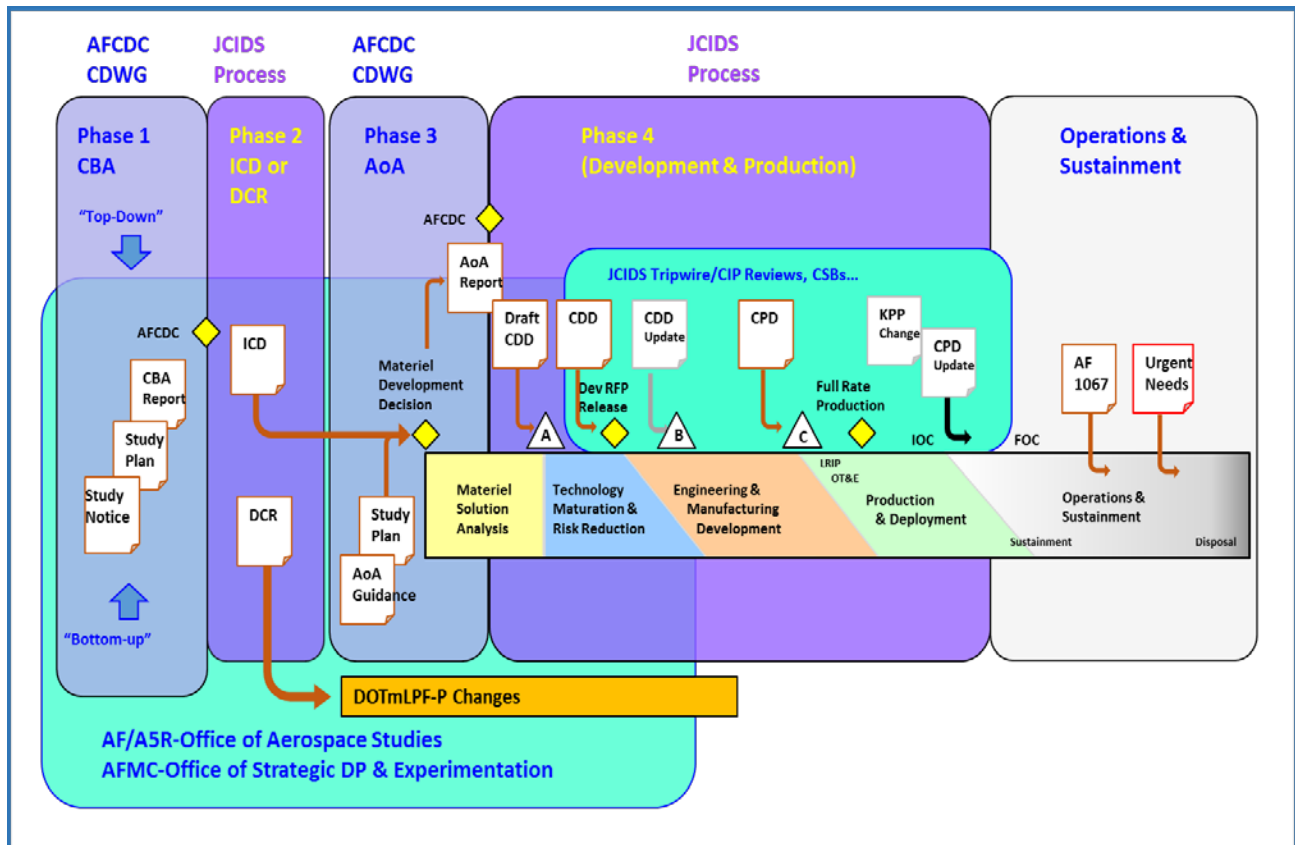 AFCDC
CDWG
JCIDS
Process
AFCDC
CDWG
JCIDS
Process
Phase 1
CBA
Phase 2
ICD or
DCR
Phase 3
AoA
Phase 4
(Development & Production)
Operations &
Sustainment
"Top-Down"
AFCDC
AoA
Report
JCIDS Tripwire/CIP Reviews, CSBs...
AFCDC
CBA
Report
Study
Plan
Study
Notice
ICD
Materiel
Development
Decision
Draft
CDD
CDD
CDD
Update
CPD
KPP
Change
CPD
Update
AF
1067
Urgent
Needs
Dev RFP
Release
Full Rate
Production
A
B
C
IOC
FOC
DCR
Study
Plan
AoA
Guidance
Materiel
Solution
Analysis
Technology
Maturation &
Risk Reduction
Engineering &
Manufacturing
Development
LRIP
OT&E
Production
& Deployment
Operations &
Sustainment
Sustainment
Disposal
"Bottom-up"
DOTmLPF-P Changes
AF/A5R-Office of Aerospace Studies
AFMC-Office of Strategic DP & Experimentation